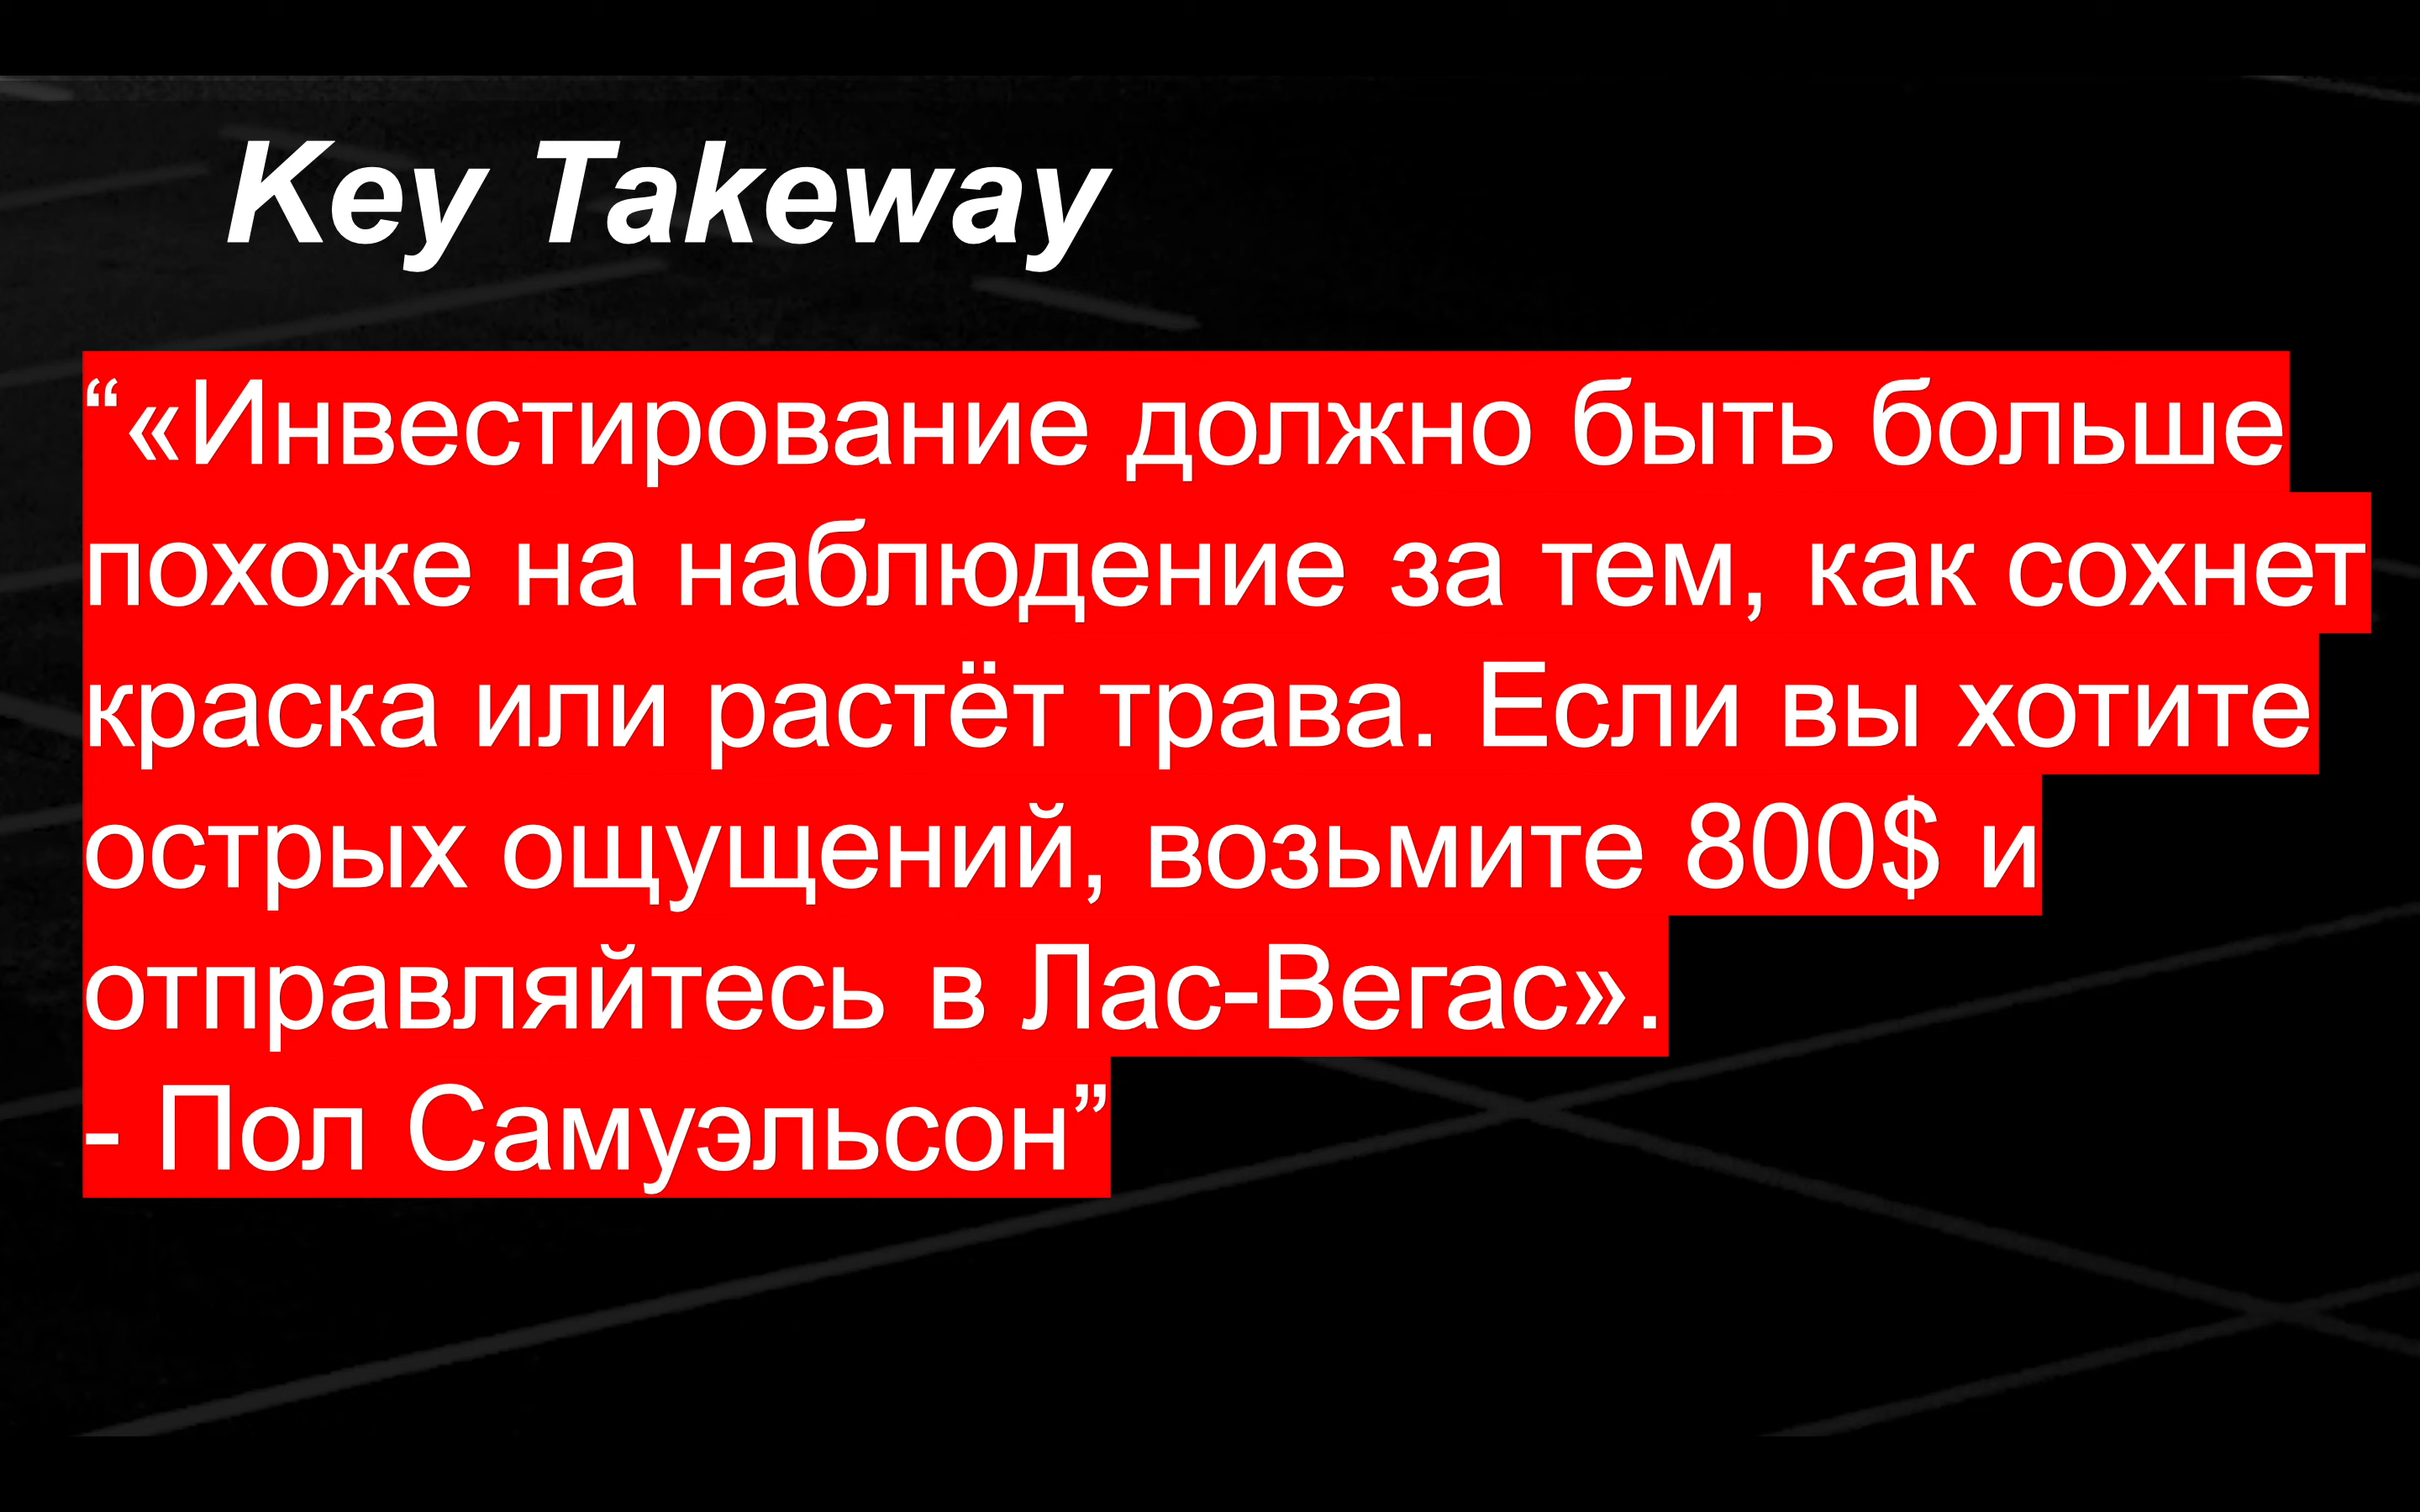 Key Takeway
“«Инвестирование должно быть больше
похоже на наблюдение за тем, как сохнет
краска или растёт трава. Если вы хотите
острых ощущений, возьмите 800$ и
отправляйтесь в Лас-Вегас».
- Пол Самуэльсон”